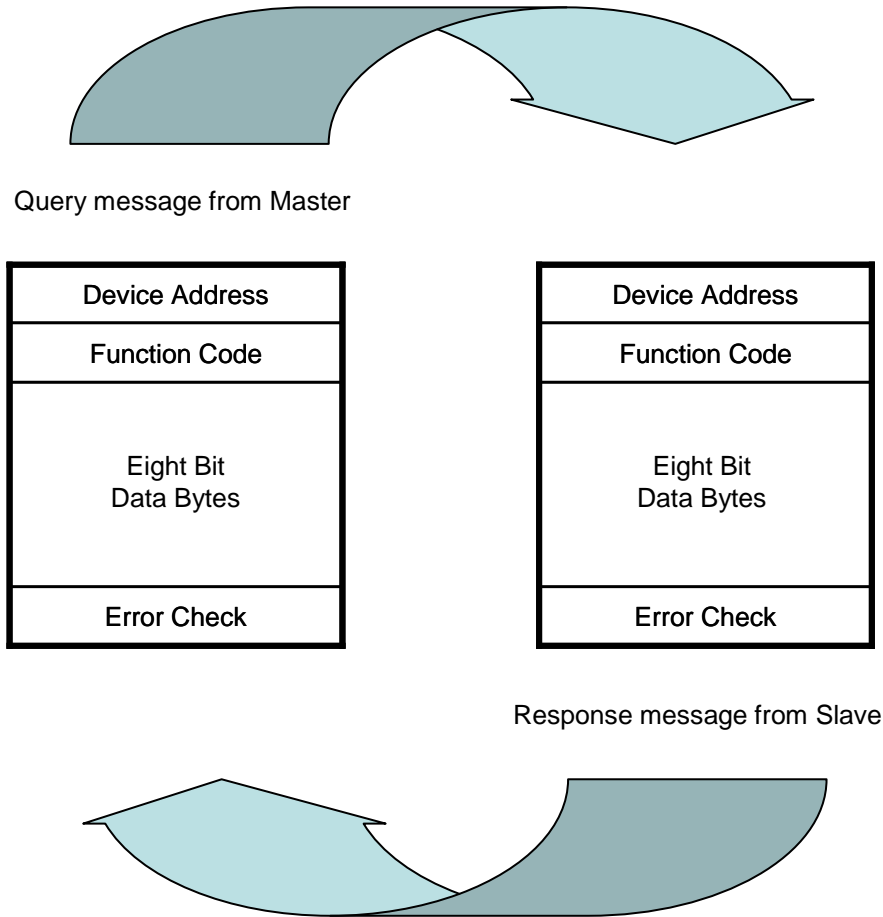 Query message from Master
Device Address
Function Code
Eight Bit
Data Bytes
Error Check
Device Address
Function Code
Eight Bit
Data Bytes
Error Check
Response message from Slave